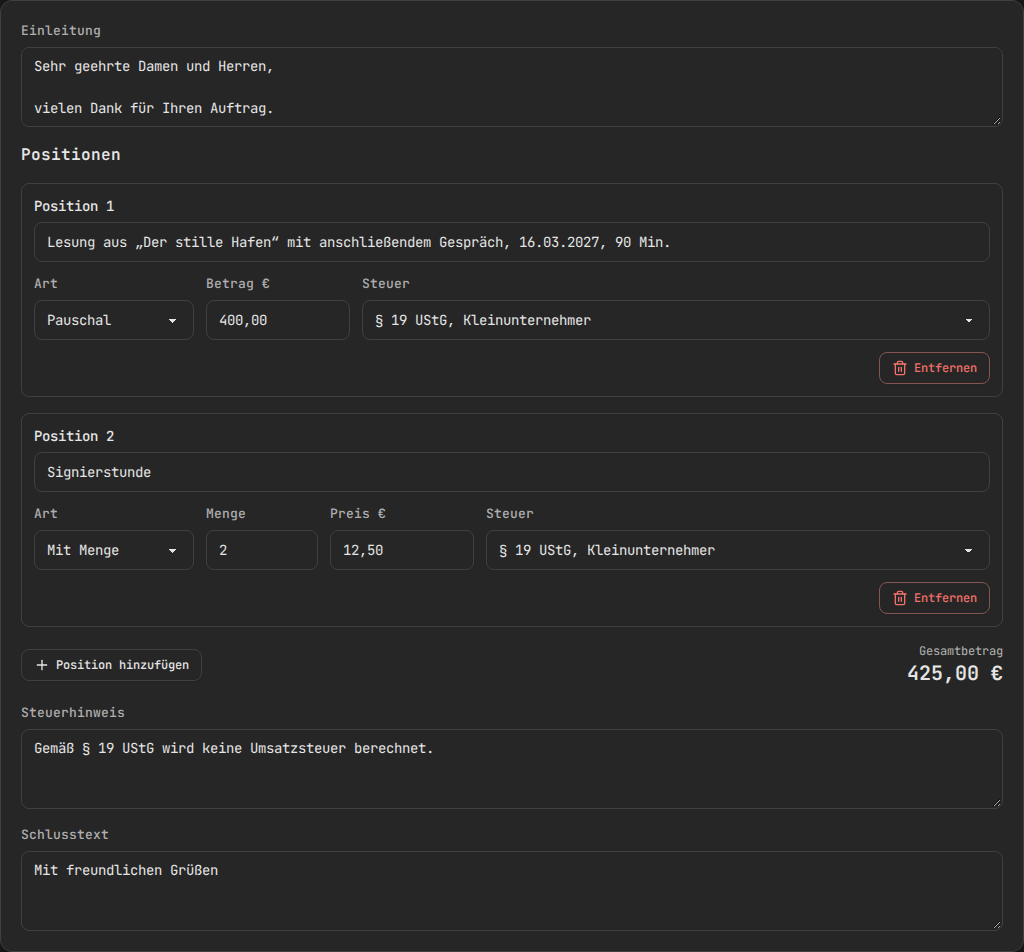 Einleitung
Sehr geehrte Damen und Herren,
vielen Dank für Ihren Auftrag.
Positionen
Position 1
Lesung aus „Der stille Hafen“ mit anschließendem Gespräch, 16.03.2027, 90 Min.
Art Betrag € Steuer
Pauschal 400,00 § 19 UStG, Kleinunternehmer
Entfernen
Position 2
Signierstunde
Art Menge Preis € Steuer
Mit Menge 2 12,50 § 19 UStG, Kleinunternehmer
Entfernen
Gesamtbetrag
+ Position hinzufügen 425,00 €
Steuerhinweis
Gemäß § 19 UStG wird keine Umsatzsteuer berechnet.
Schlusstext
Mit freundlichen Grüßen